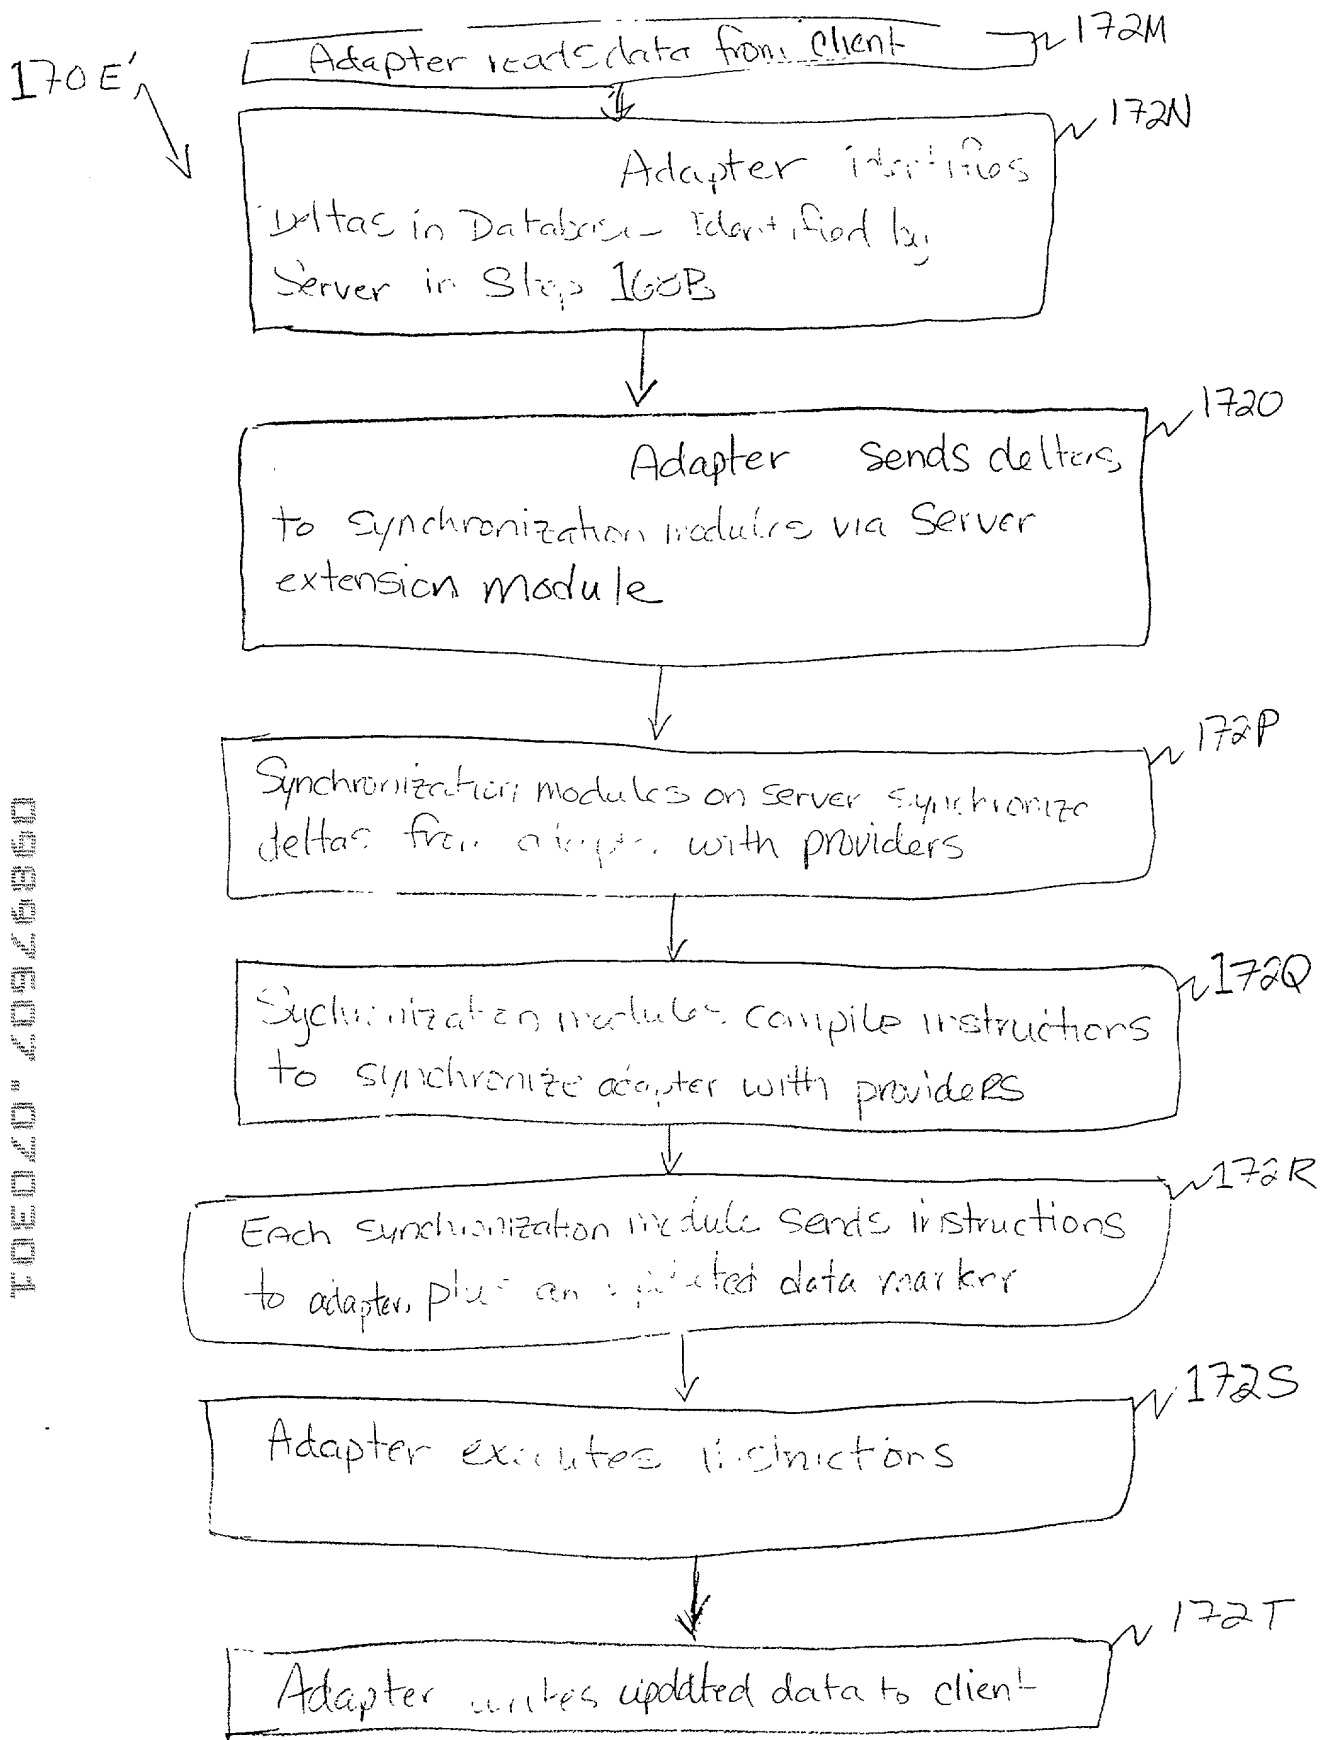 172M
Adapter reads data from client
170E'
172N
Adapter identifies
Deltas in Database Identified by
Server in Step 160B
172O
Adapter sends deltas
to synchronization modules via Server
extension module
172P
Synchronization modules on server synchronize
deltas from adapter with providers
172Q
Sychronization modules compile instructions
to synchronize adapter with providers
172R
Each synchronization module sends instructions
to adapter, plus an updated data marker
172S
Adapter executes instructions
172T
Adapter writes updated data to client
09897507.070301